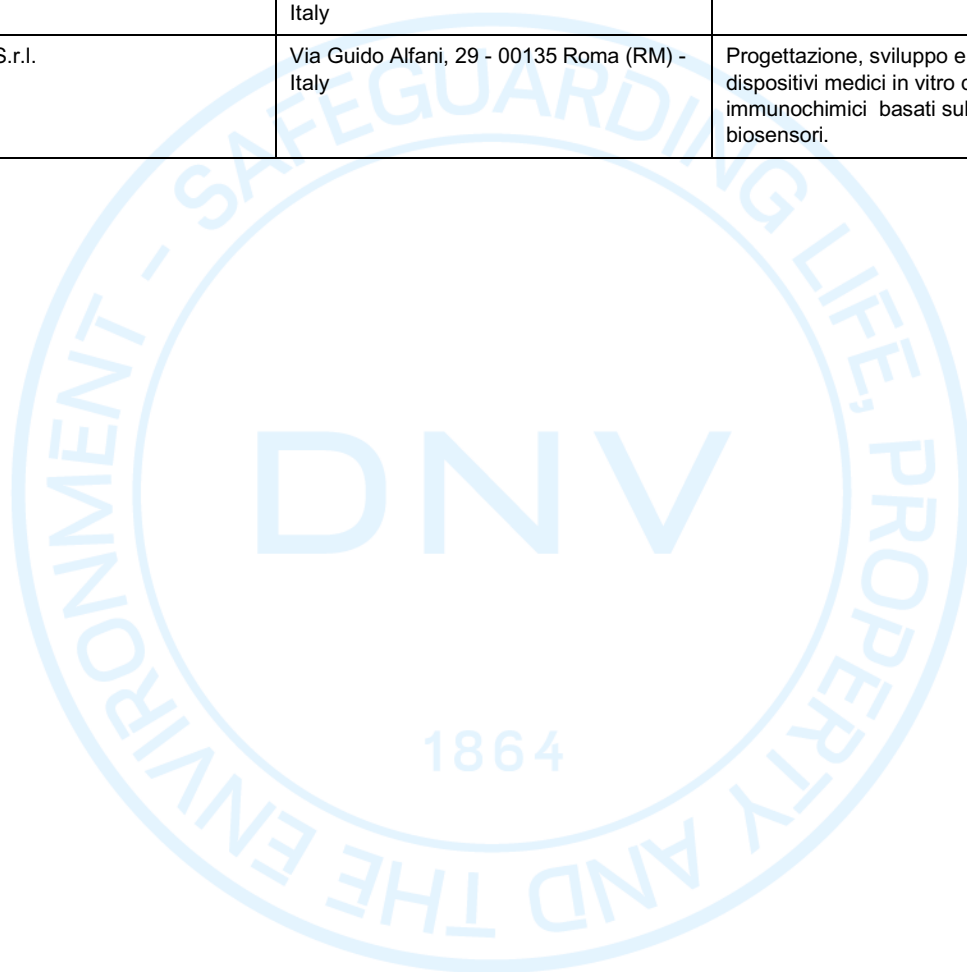 Italy
S.r.l.
Via Guido Alfani, 29 - 00135 Roma (RM) -
Italy
Progettazione, sviluppo e
dispositivi medici in vitro
immunochimici basati sul
biosensori.
SAFEGUARDING LIFE, PROPERTY AND THE ENVIRONMENT -
DNV
1864